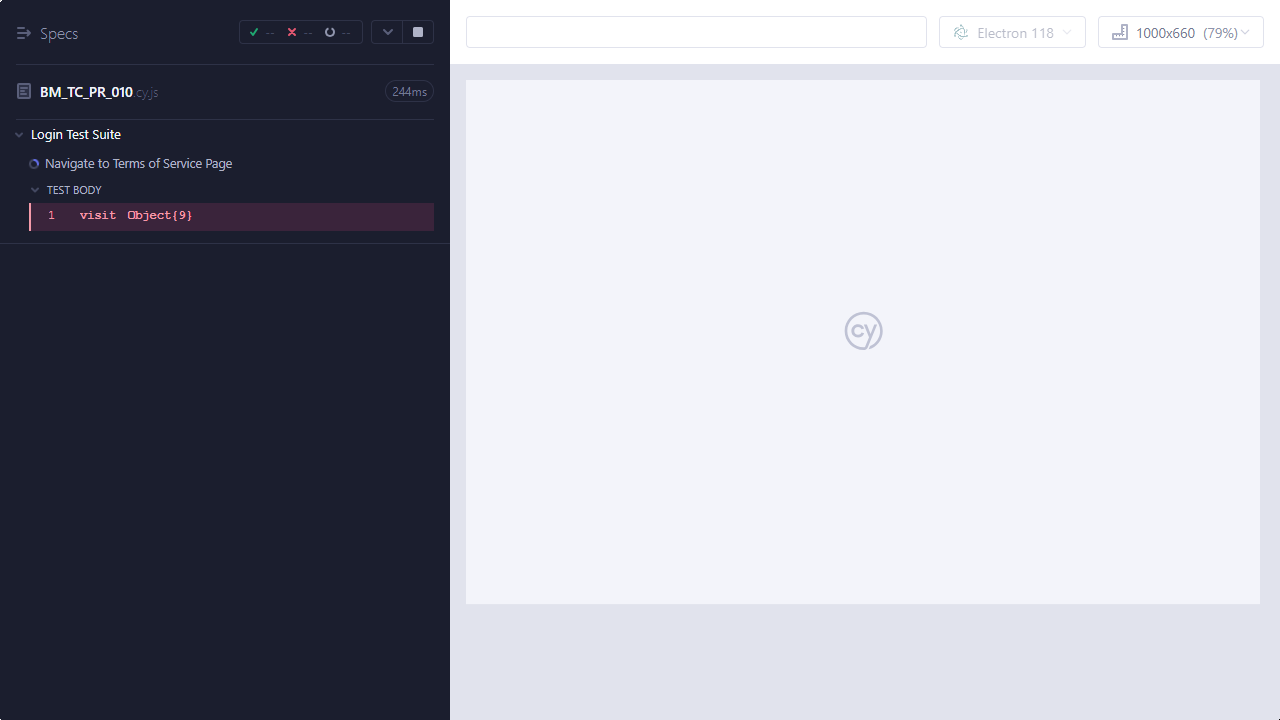 Specs
-- -- --
Electron 118
1000x660 (79%)
BM_TC_PR_010.cy.js
244ms
Login Test Suite
Navigate to Terms of Service Page
TEST BODY
1 visit Object{9}
cy